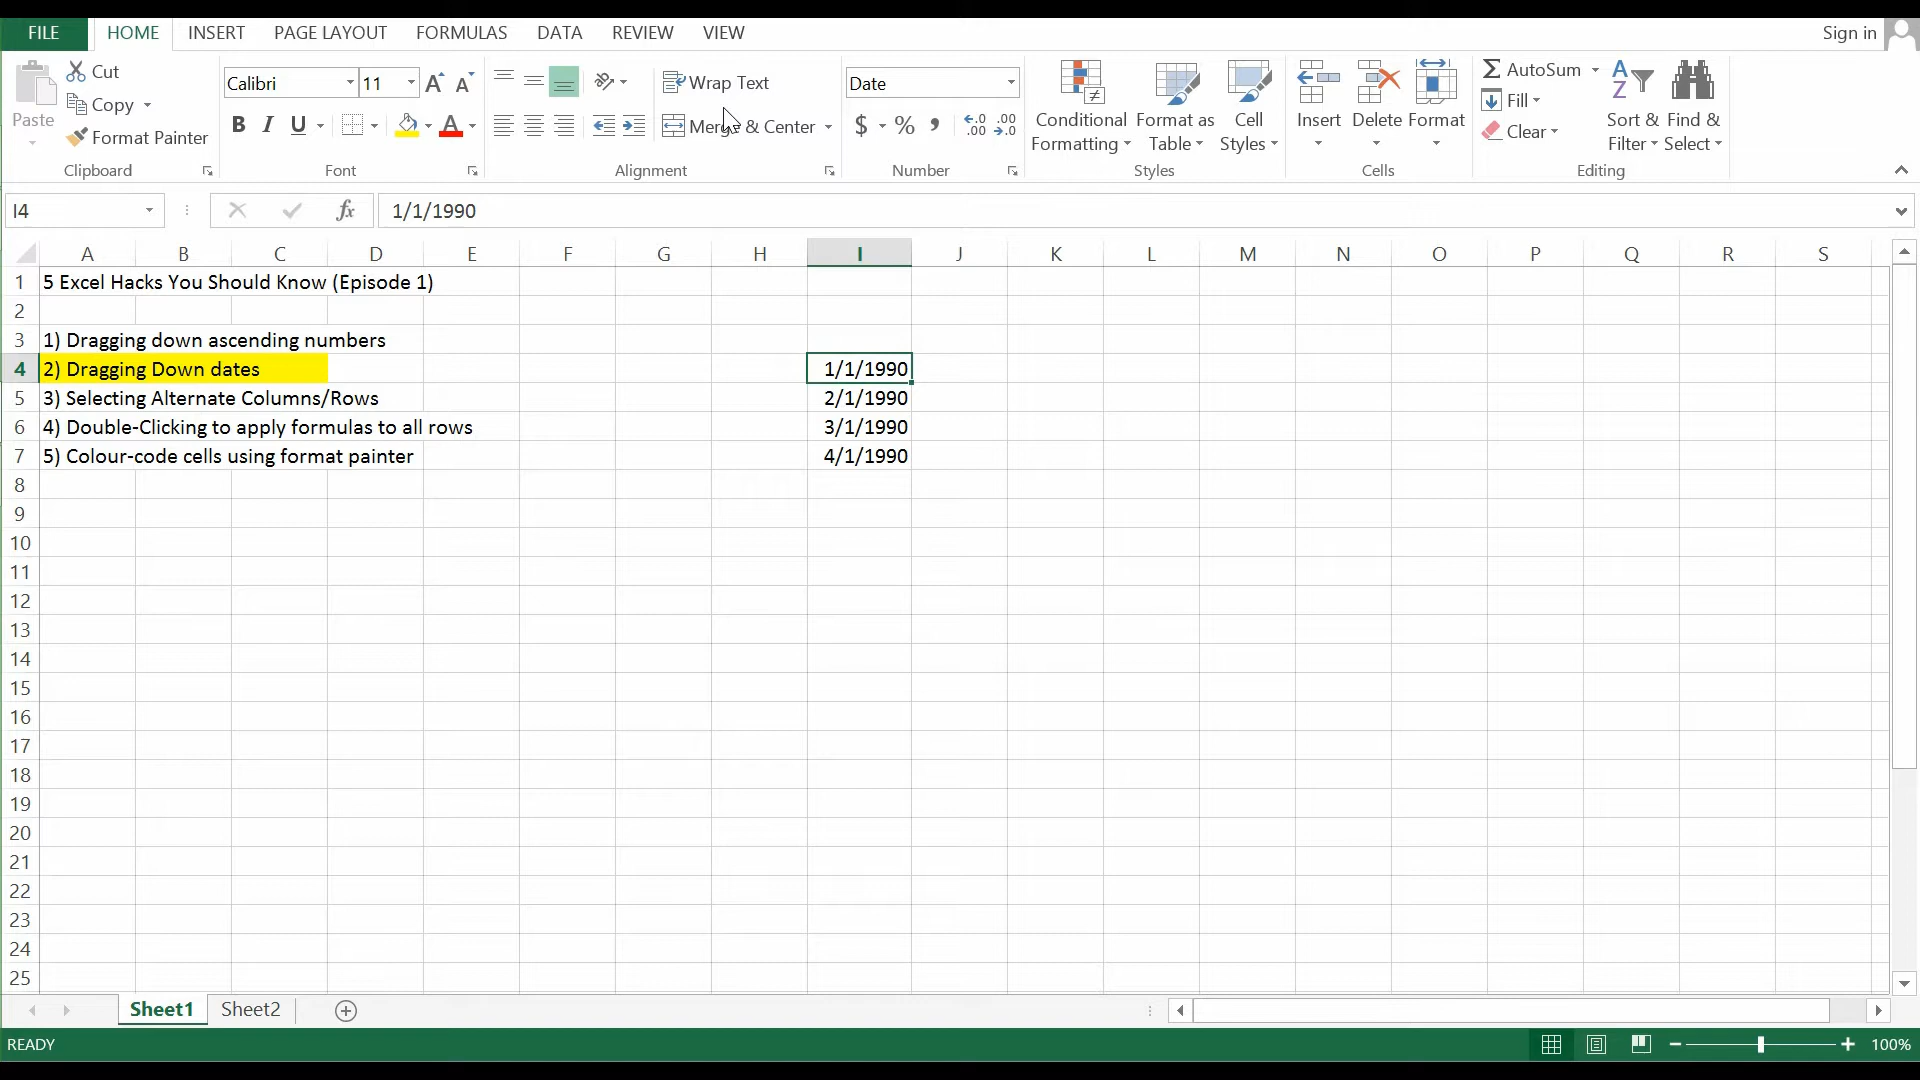 FILE HOME INSERT PAGE LAYOUT FORMULAS DATA REVIEW VIEW Sign in
Cut
Copy
Format Painter
Paste
Clipboard
Calibri 11
B I U
Font
Wrap Text
Merge & Center
Alignment
Date
$ % , .00 .00
Number
Conditional Formatting
Format as Table
Cell Styles
Styles
Insert Delete Format
Cells
AutoSum
Fill
Clear
Sort & Filter
Find & Select
Editing
I4 fx 1/1/1990
A B C D E F G H I J K L M N O P Q R S
1 5 Excel Hacks You Should Know (Episode 1)
2
3 1) Dragging down ascending numbers
4 2) Dragging Down dates 1/1/1990
5 3) Selecting Alternate Columns/Rows 2/1/1990
6 4) Double-Clicking to apply formulas to all rows 3/1/1990
7 5) Colour-code cells using format painter 4/1/1990
8
9
10
11
12
13
14
15
16
17
18
19
20
21
22
23
24
25
Sheet1 Sheet2
READY 100%